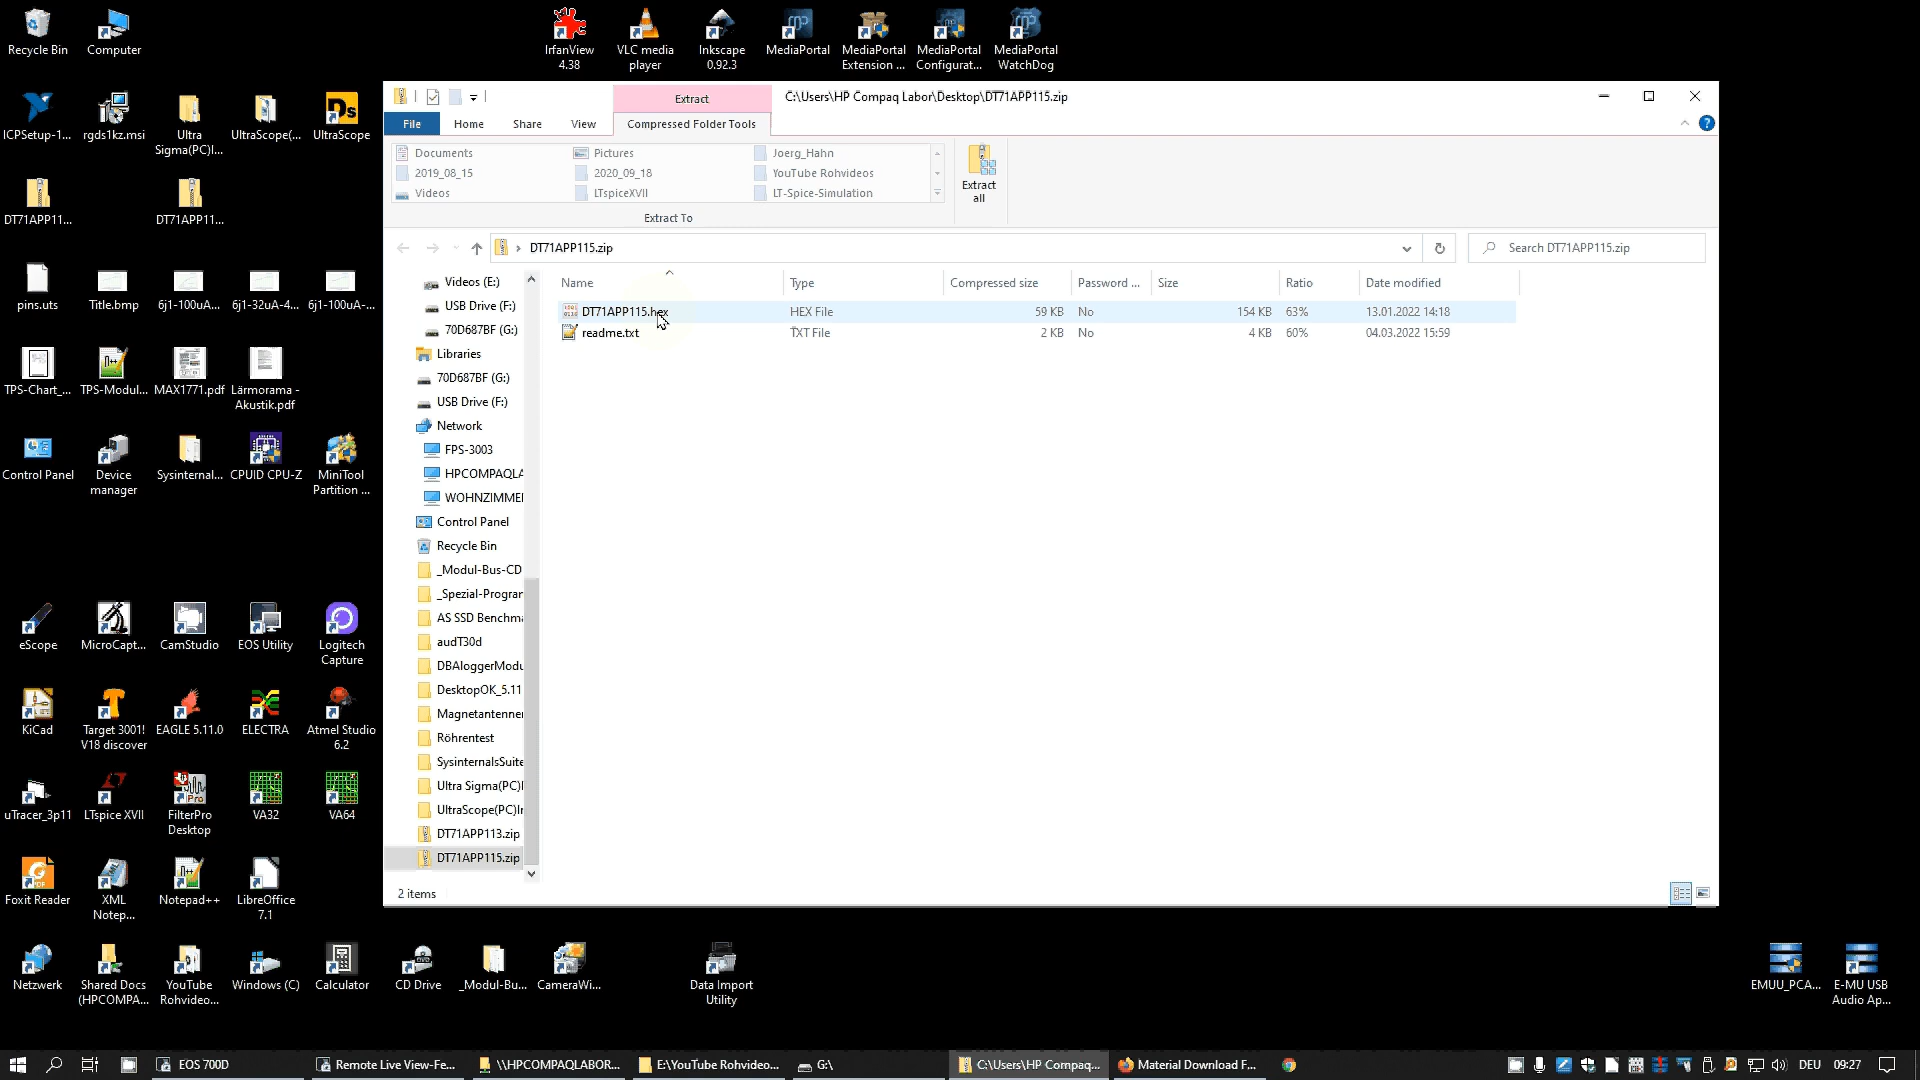 Recycle Bin
Computer
IrfanView
4.38
VLC media
player
Inkscape
0.92.3
MediaPortal
MediaPortal
Extension ...
MediaPortal
Configurat...
MediaPortal
WatchDog
ICPSetup-1...
rgds1kz.msi
Ultra
Sigma(PC)I...
UltraScope(...
UltraScope
DT71APP11...
DT71APP11...
pins.uts
Title.bmp
6j1-100uA...
6j1-32uA-4...
6j1-100uA-...
TPS-Chart_...
TPS-Modul...
MAX1771.pdf
Lärmorama -
Akustik.pdf
Control Panel
Device
manager
Sysinternal...
CPUID CPU-Z
MiniTool
Partition ...
eScope
MicroCapt...
CamStudio
EOS Utility
Logitech
Capture
KiCad
Target 3001!
V18 discover
EAGLE 5.11.0
ELECTRA
Atmel Studio
6.2
uTracer_3p11
LTspice XVII
FilterPro
Desktop
VA32
VA64
Foxit Reader
XML
Notep...
Notepad++
LibreOffice
7.1
Netzwerk
Shared Docs
(HPCOMPA...
YouTube
Rohvideo...
Windows (C)
Calculator
CD Drive
_Modul-Bu...
CameraWi...
Data Import
Utility
EMUU_PCA...
E-MU USB
Audio Ap...
Extract
C:\Users\HP Compaq Labor\Desktop\DT71APP115.zip
File
Home
Share
View
Compressed Folder Tools
Documents
Pictures
Joerg_Hahn
2019_08_15
2020_09_18
YouTube Rohvideos
Videos
LTspiceXVII
LT-Spice-Simulation
Extract
all
Extract To
DT71APP115.zip
Search DT71APP115.zip
Name
Type
Compressed size
Password ...
Size
Ratio
Date modified
DT71APP115.hex
HEX File
59 KB
No
154 KB
63%
13.01.2022 14:18
readme.txt
TXT File
2 KB
No
4 KB
60%
04.03.2022 15:59
Videos (E:)
USB Drive (F:)
70D687BF (G:)
Libraries
70D687BF (G:)
USB Drive (F:)
Network
FPS-3003
HPCOMPAQLA
WOHNZIMME
Control Panel
Recycle Bin
_Modul-Bus-CD
_Spezial-Program
AS SSD Benchma
audT30d
DBAloggerModu
DesktopOK_5.11
Magnetantennen
Röhrentest
SysinternalsSuite
Ultra Sigma(PC)I
UltraScope(PC)In
DT71APP113.zip
DT71APP115.zip
2 items
EOS 700D
Remote Live View-Fe...
\\HPCOMPAQLABOR...
E:\YouTube Rohvideo...
G:\
C:\Users\HP Compaq...
Material Download F...
DEU
09:27